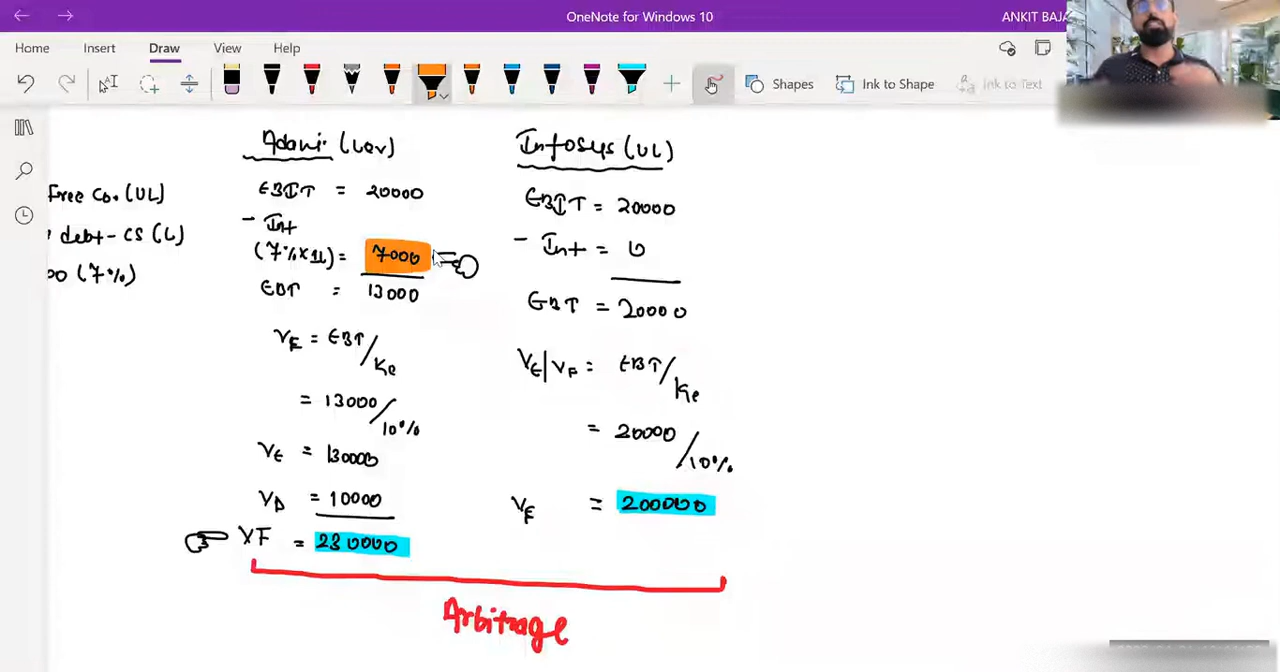 OneNote for Windows 10
ANKIT BAJA
Home Insert Draw View Help
Shapes Ink to Shape Ink to Text
Free Co. (UL)
debt - CS (L)
00 (7%)
Adani (Lev)
EBIT = 20000
- Int
(7% x 1L) = 7000
EBT = 13000
VE = EBT/Ke
= 13000/10%
VE = 130000
VD = 10000
VF = 230000
Infosys (UL)
EBIT = 20000
- Int = 0
EBT = 20000
VE|VF = EBT/Ke
= 20000/10%
VF = 200000
Arbitrage